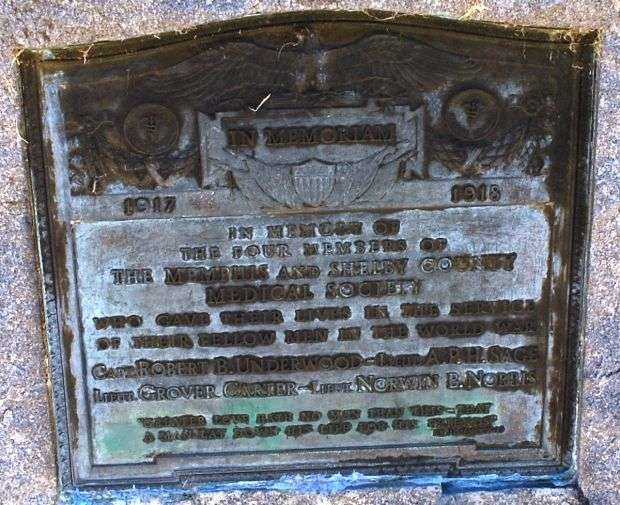 IN MEMORIAM
1917 1918
IN MEMORY OF
THE FOUR MEMBERS OF
THE MEMPHIS AND SHELBY COUNTY
MEDICAL SOCIETY
WHO GAVE THEIR LIVES IN THE SERVICE
OF THEIR FELLOW MEN IN THE WORLD WAR
CAPT. ROBERT B. UNDERWOOD – LIEUT. A.P.H. SAGE
LIEUT. GROVER CARTER – LIEUT. NORWIN B. NORRIS
GREATER LOVE HATH NO MAN THAN THIS – THAT
A MAN LAY DOWN HIS LIFE FOR HIS FRIENDS